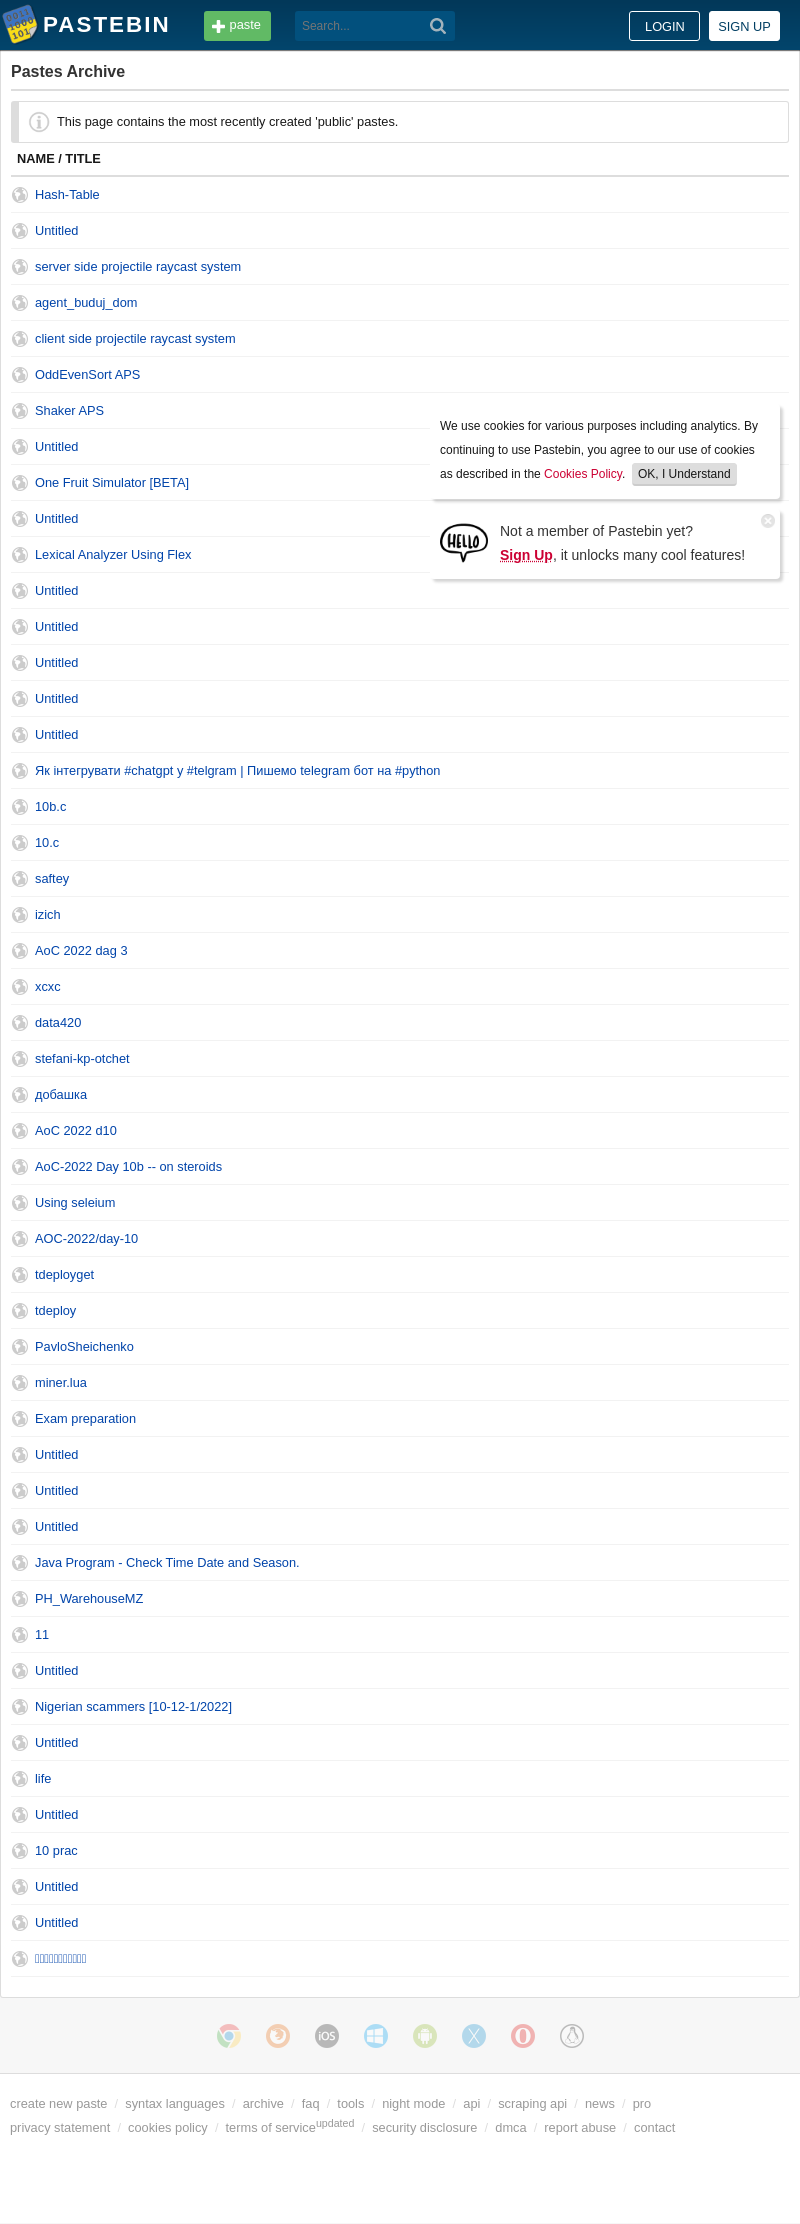 PASTEBIN
paste
Search...
LOGIN
SIGN UP
Pastes Archive
This page contains the most recently created 'public' pastes.
NAME / TITLE
Hash-Table
Untitled
server side projectile raycast system
agent_buduj_dom
client side projectile raycast system
OddEvenSort APS
Shaker APS
Untitled
One Fruit Simulator [BETA]
Untitled
Lexical Analyzer Using Flex
We use cookies for various purposes including analytics. By
continuing to use Pastebin, you agree to our use of cookies
as described in the Cookies Policy. OK, I Understand
HELLO
Not a member of Pastebin yet?
Sign Up, it unlocks many cool features!
Untitled
Untitled
Untitled
Untitled
Untitled
Як інтегрувати #chatgpt у #telgram | Пишемо telegram бот на #python
10b.c
10.c
saftey
izich
AoC 2022 dag 3
xcxc
data420
stefani-kp-otchet
добашка
AoC 2022 d10
AoC-2022 Day 10b -- on steroids
Using seleium
AOC-2022/day-10
tdeployget
tdeploy
PavloSheichenko
miner.lua
Exam preparation
Untitled
Untitled
Untitled
Java Program - Check Time Date and Season.
PH_WarehouseMZ
11
Untitled
Nigerian scammers [10-12-1/2022]
Untitled
life
Untitled
10 prac
Untitled
Untitled
iOS
create new paste / syntax languages / archive / faq / tools / night mode / api / scraping api / news / pro
privacy statement / cookies policy / terms of serviceupdated / security disclosure / dmca / report abuse / contact